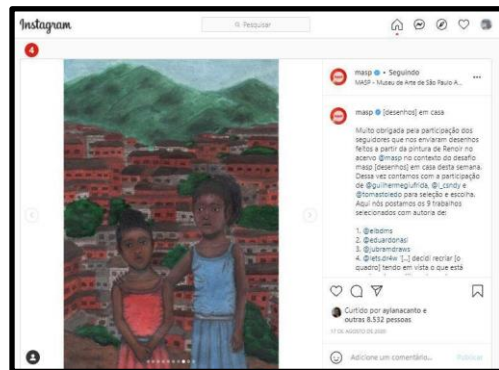 Instagram
Pesquisar
4
masp • Seguindo
MASP - Museu de Arte de São Paulo A...
masp [desenhos] em casa
Muito obrigada pela participação dos
seguidores que nos enviaram desenhos
feitos a partir da pintura de Renoir no
acervo @masp no contexto do desafio
masp [desenhos] em casa desta semana.
Dessa vez contamos com a participação
de @guilhermegiufrida, @i_csndy e
@tomastoledo para seleção e escolha.
Aqui nós postamos os 9 trabalhos
selecionados com autoria de:
1. @elbdms
2. @eduardonasi
3. @jubramdraws
4. @lets.dr4w "[...] decidi recriar [o
quadro] tendo em vista o que está
Curtido por aylanacanto e
outras 8.532 pessoas
17 DE AGOSTO DE 2020
Adicione um comentário...
Publicar